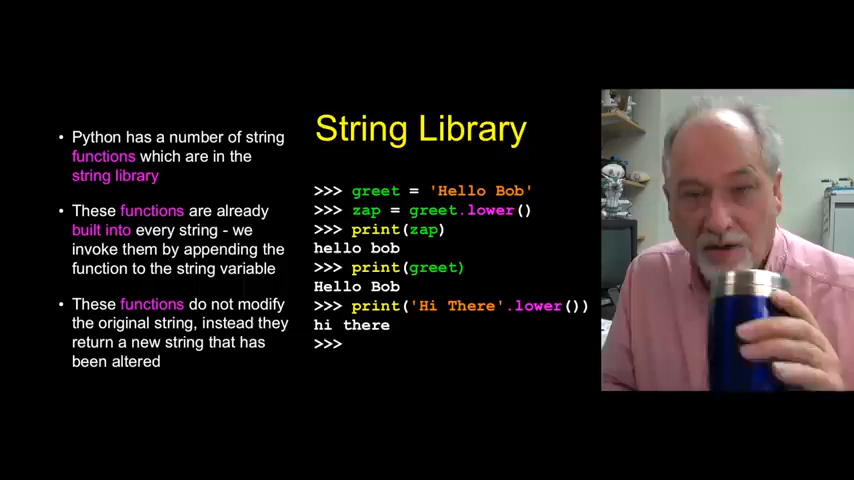 String Library
• Python has a number of string
functions which are in the
string library
• These functions are already
built into every string - we
invoke them by appending the
function to the string variable
• These functions do not modify
the original string, instead they
return a new string that has
been altered
>>> greet = 'Hello Bob'
>>> zap = greet.lower()
>>> print(zap)
hello bob
>>> print(greet)
Hello Bob
>>> print('Hi There'.lower())
hi there
>>>